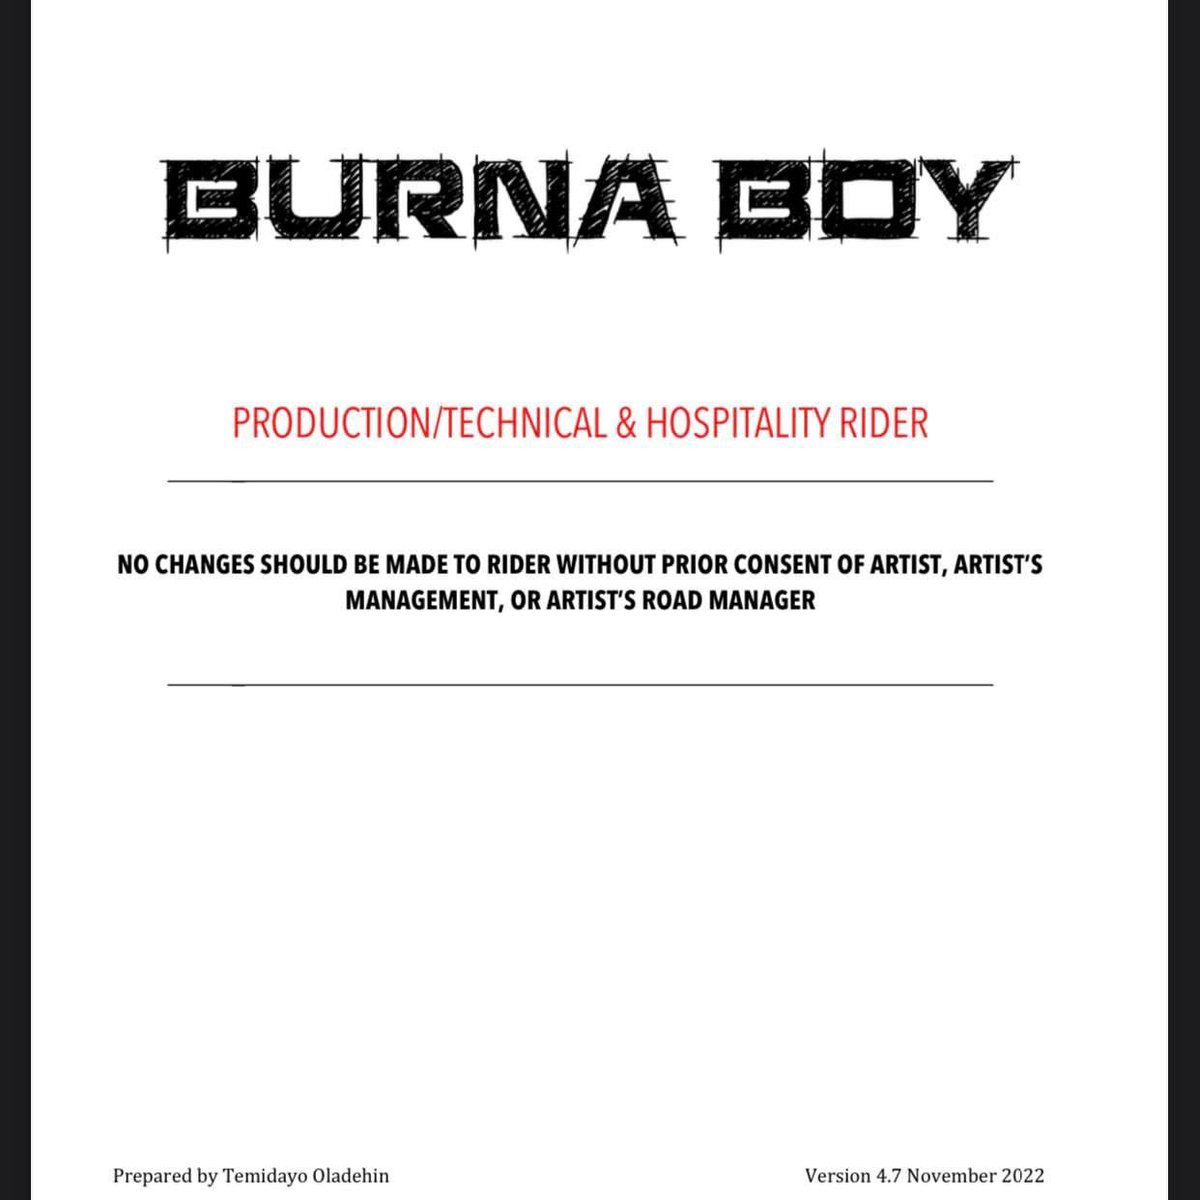 BURNA BOY
PRODUCTION/TECHNICAL & HOSPITALITY RIDER
NO CHANGES SHOULD BE MADE TO RIDER WITHOUT PRIOR CONSENT OF ARTIST, ARTIST’S
MANAGEMENT, OR ARTIST’S ROAD MANAGER
Prepared by Temidayo Oladehin
Version 4.7 November 2022